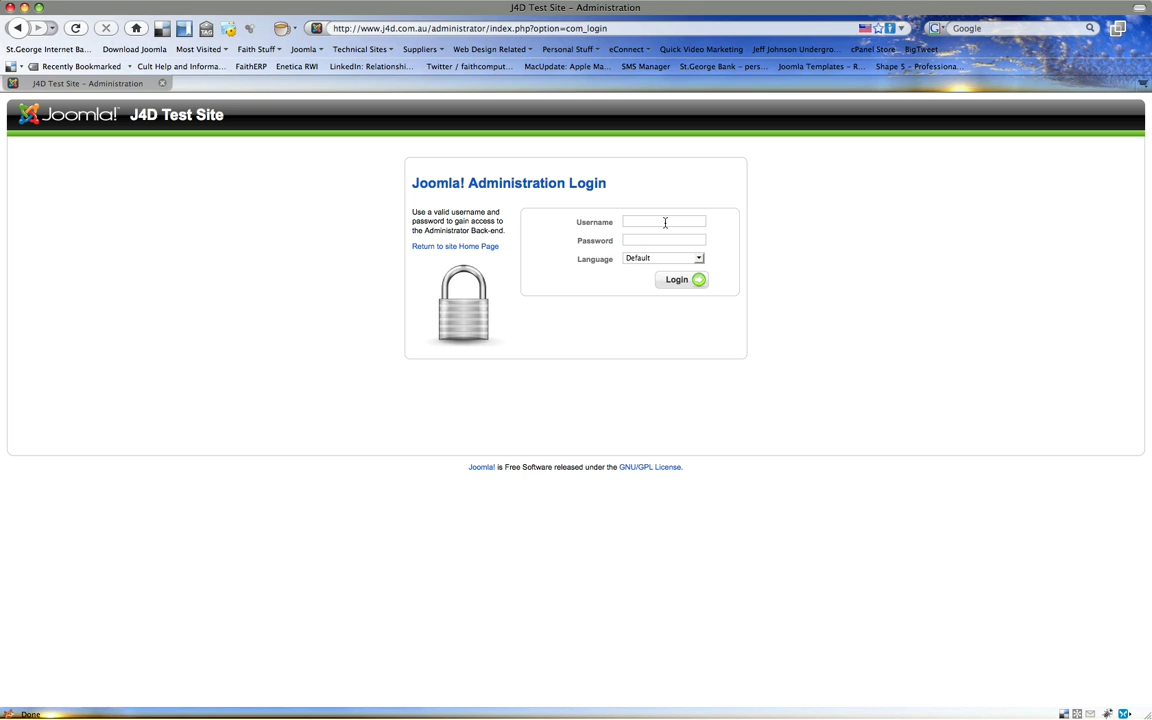 J4D Test Site – Administration
http://www.j4d.com.au/administrator/index.php?option=com_login
Google
St.George Internet Ba... Download Joomla Most Visited Faith Stuff Joomla Technical Sites Suppliers Web Design Related Personal Stuff eConnect Quick Video Marketing Jeff Johnson Undergro... cPanel Store BigTweet
Recently Bookmarked Cult Help and Informa... FaithERP Enetica RWI LinkedIn: Relationshi... Twitter / faithcomput... MacUpdate: Apple Ma... SMS Manager St.George Bank – pers... Joomla Templates – R... Shape 5 – Professiona...
J4D Test Site – Administration
Joomla! J4D Test Site
Joomla! Administration Login
Use a valid username and
password to gain access to
the Administrator Back-end.
Return to site Home Page
Username
Password
Language Default
Login
Joomla! is Free Software released under the GNU/GPL License.
Done